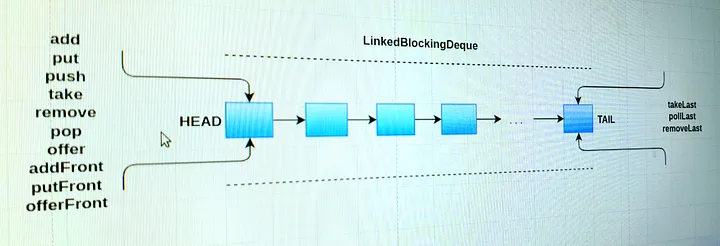 LinkedBlockingDeque
add
put
push
take
remove
pop
offer
addFront
putFront
offerFront
HEAD
...
TAIL
takeLast
pollLast
removeLast